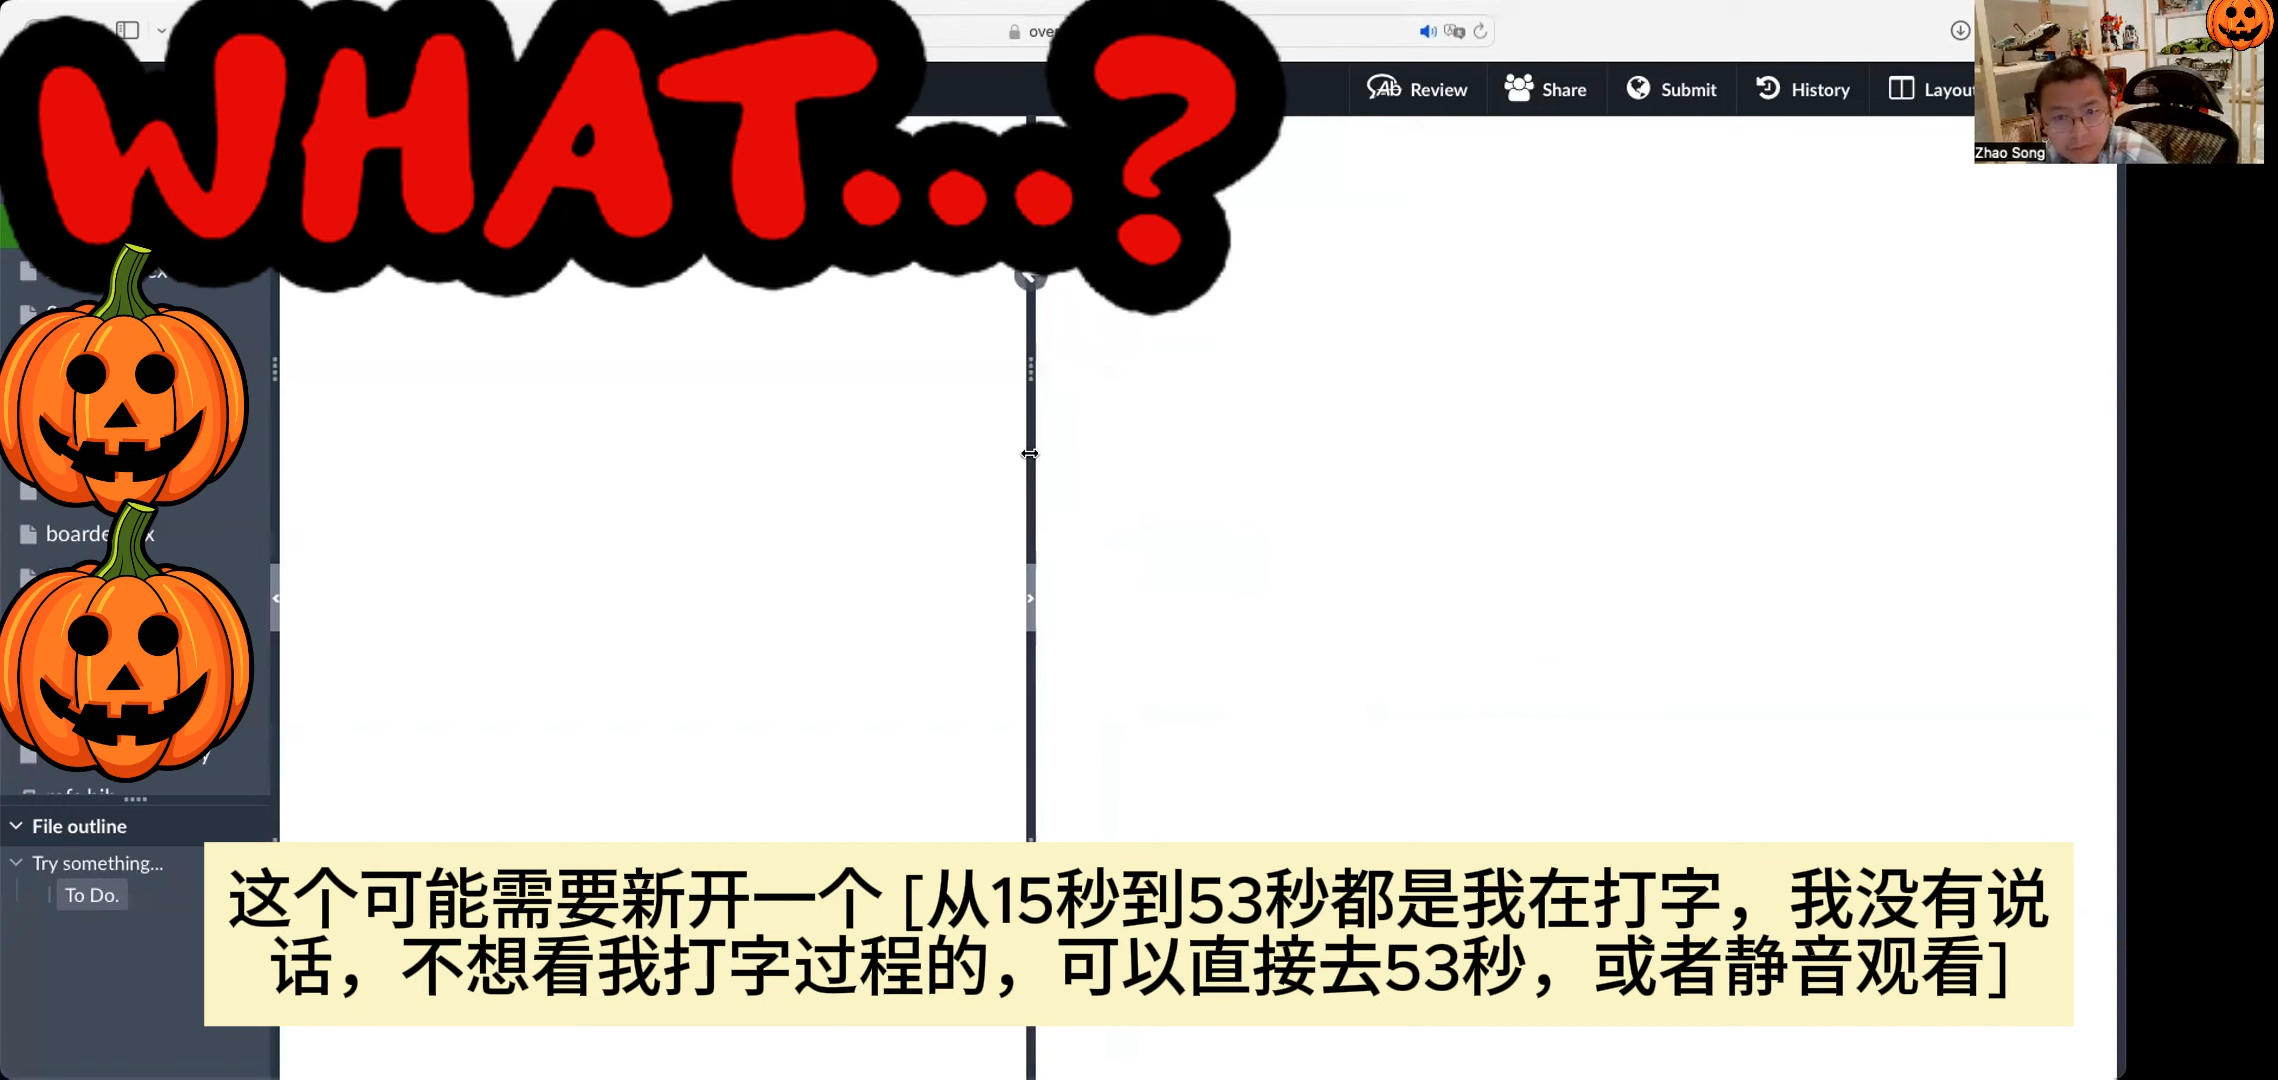 WHAT...?
Review
Share
Submit
History
Zhao Song
File outline
Try something...
To Do.
这个可能需要新开一个 [从15秒到53秒都是我在打字，我没有说
话，不想看我打字过程的，可以直接去53秒，或者静音观看]